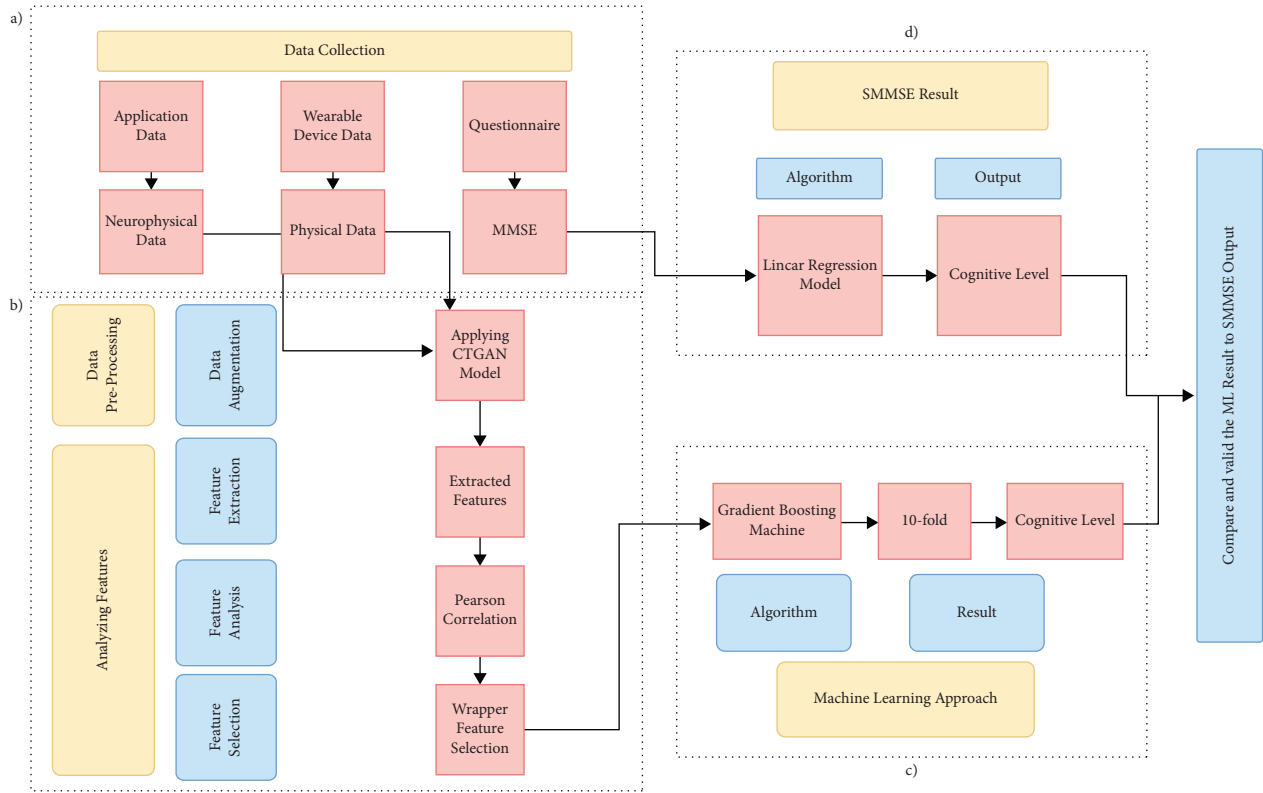 a)
Data Collection
Application
Data
Wearable
Device Data
Questionnaire
Neurophysical
Data
Physical Data
MMSE
b)
Data
Pre-Processing
Data
Augmentation
Analyzing Features
Feature
Extraction
Feature
Analysis
Feature
Selection
Applying
CTGAN
Model
Extracted
Features
Pearson
Correlation
Wrapper
Feature
Selection
d)
SMMSE Result
Algorithm
Output
Lincar Regression
Model
Cognitive Level
Gradient Boosting
Machine
10-fold
Cognitive Level
Algorithm
Result
Machine Learning Approach
c)
Compare and valid the ML Result to SMMSE Output